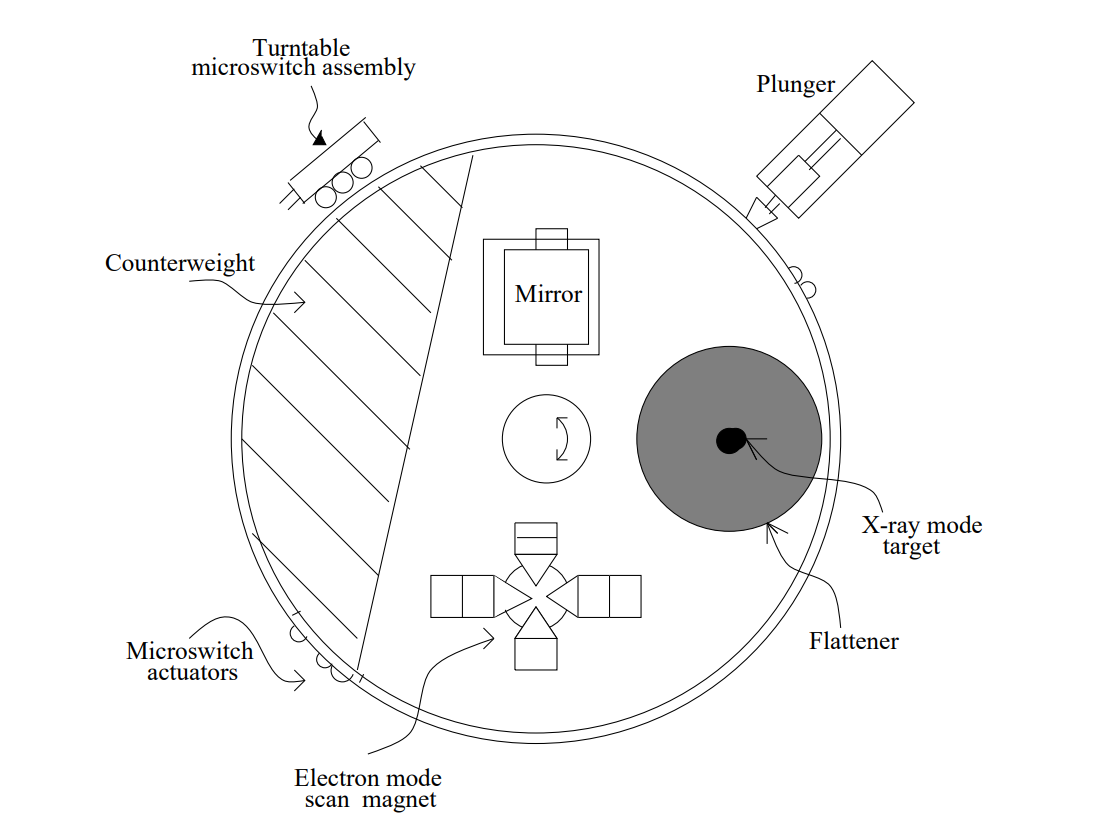 Turntable
microswitch assembly
Plunger
Counterweight
Mirror
X-ray mode
target
Flattener
Microswitch
actuators
Electron mode
scan magnet